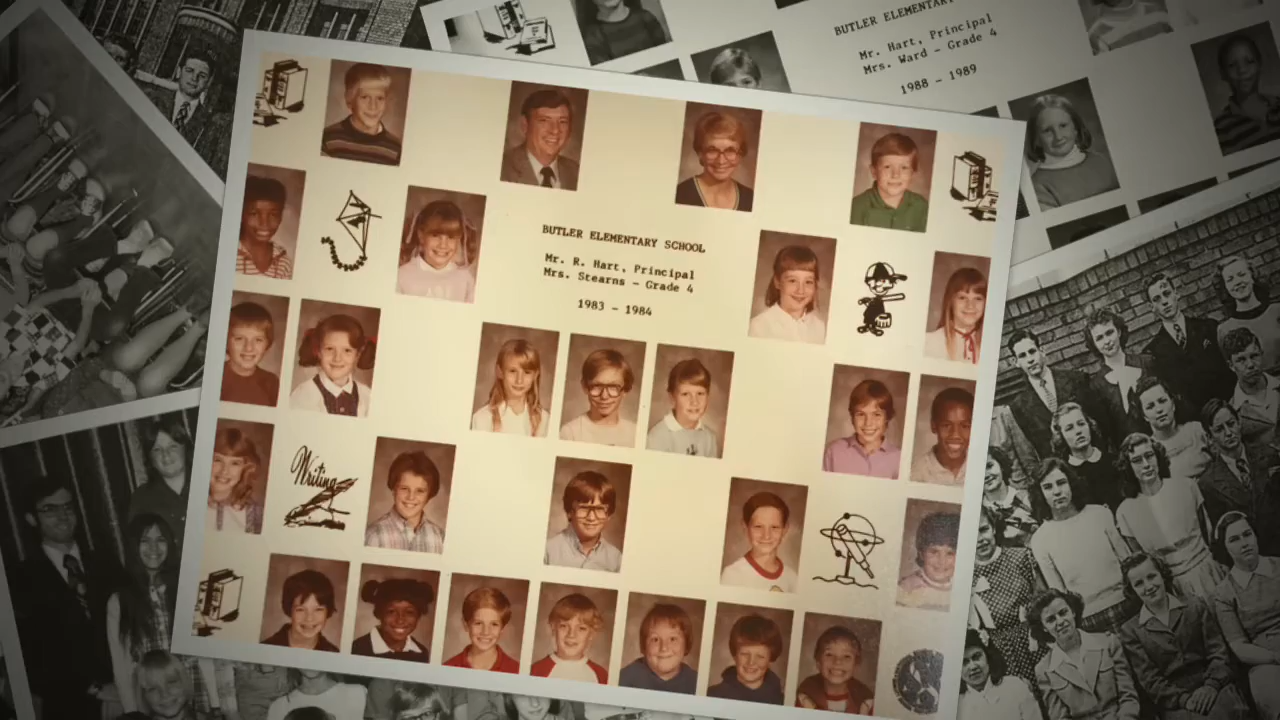 BUTLER ELEMENTARY
Mr. Hart, Principal
Mrs. Ward - Grade 4
1988 - 1989
BUTLER ELEMENTARY SCHOOL
Mr. R. Hart, Principal
Mrs. Stearns - Grade 4
1983 - 1984
Writing